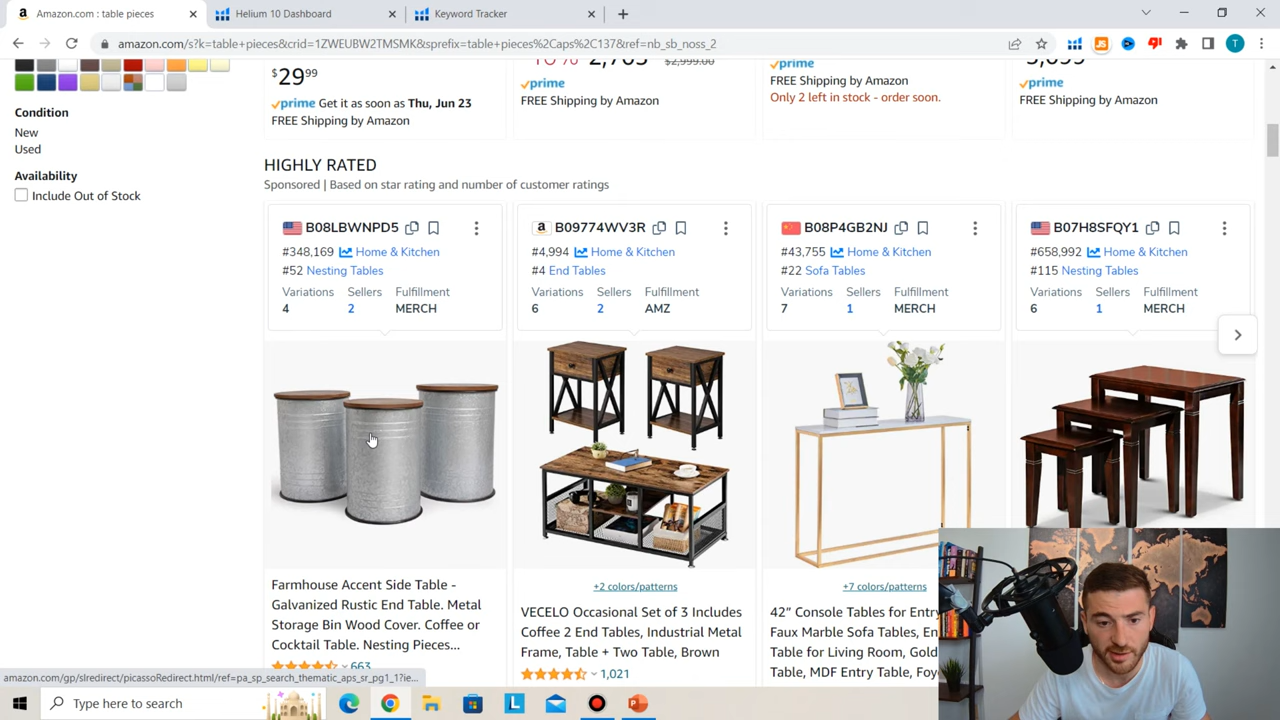 Amazon.com : table pieces
Helium 10 Dashboard
Keyword Tracker
amazon.com/s?k=table+pieces&crid=1ZWEUBW2TMSMK&sprefix=table+pieces%2Caps%2C137&ref=nb_sb_noss_2
T
$29.99
prime Get it as soon as Thu, Jun 23
FREE Shipping by Amazon
$2,999.00
prime
FREE Shipping by Amazon
prime
FREE Shipping by Amazon
Only 2 left in stock - order soon.
prime
FREE Shipping by Amazon
Condition
New
Used
Availability
Include Out of Stock
HIGHLY RATED
Sponsored | Based on star rating and number of customer ratings
B08LBWNPD5
#348,169 Home & Kitchen
#52 Nesting Tables
Variations Sellers Fulfillment
4 2 MERCH
B09774WV3R
#4,994 Home & Kitchen
#4 End Tables
Variations Sellers Fulfillment
6 2 AMZ
B08P4GB2NJ
#43,755 Home & Kitchen
#22 Sofa Tables
Variations Sellers Fulfillment
7 1 MERCH
B07H8SFQY1
#658,992 Home & Kitchen
#115 Nesting Tables
Variations Sellers Fulfillment
6 1 MERCH
Farmhouse Accent Side Table -
Galvanized Rustic End Table. Metal
Storage Bin Wood Cover. Coffee or
Cocktail Table. Nesting Pieces...
663
+2 colors/patterns
VECELO Occasional Set of 3 Includes
Coffee 2 End Tables, Industrial Metal
Frame, Table + Two Table, Brown
1,021
+7 colors/patterns
42” Console Tables for Entry
Faux Marble Sofa Tables, En
Table for Living Room, Gold
Table, MDF Entry Table, Foy
amazon.com/gp/slredirect/picassoRedirect.html/ref=pa_sp_search_thematic_aps_sr_pg1_1?ie...
Type here to search